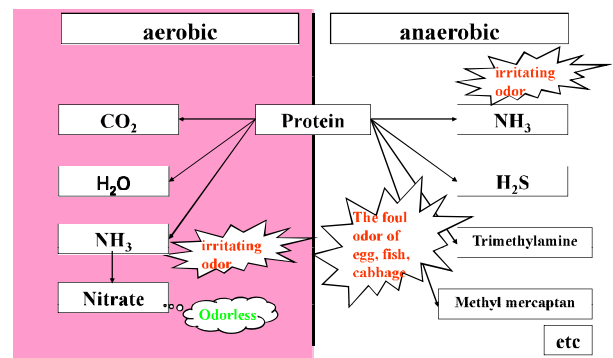 aerobic
anaerobic
irritating
odor
CO₂
Protein
NH₃
H₂O
H₂S
The foul
odor of
egg, fish,
cabbage
NH₃
irritating
odor
Trimethylamine
Nitrate
Odorless
Methyl mercaptan
etc